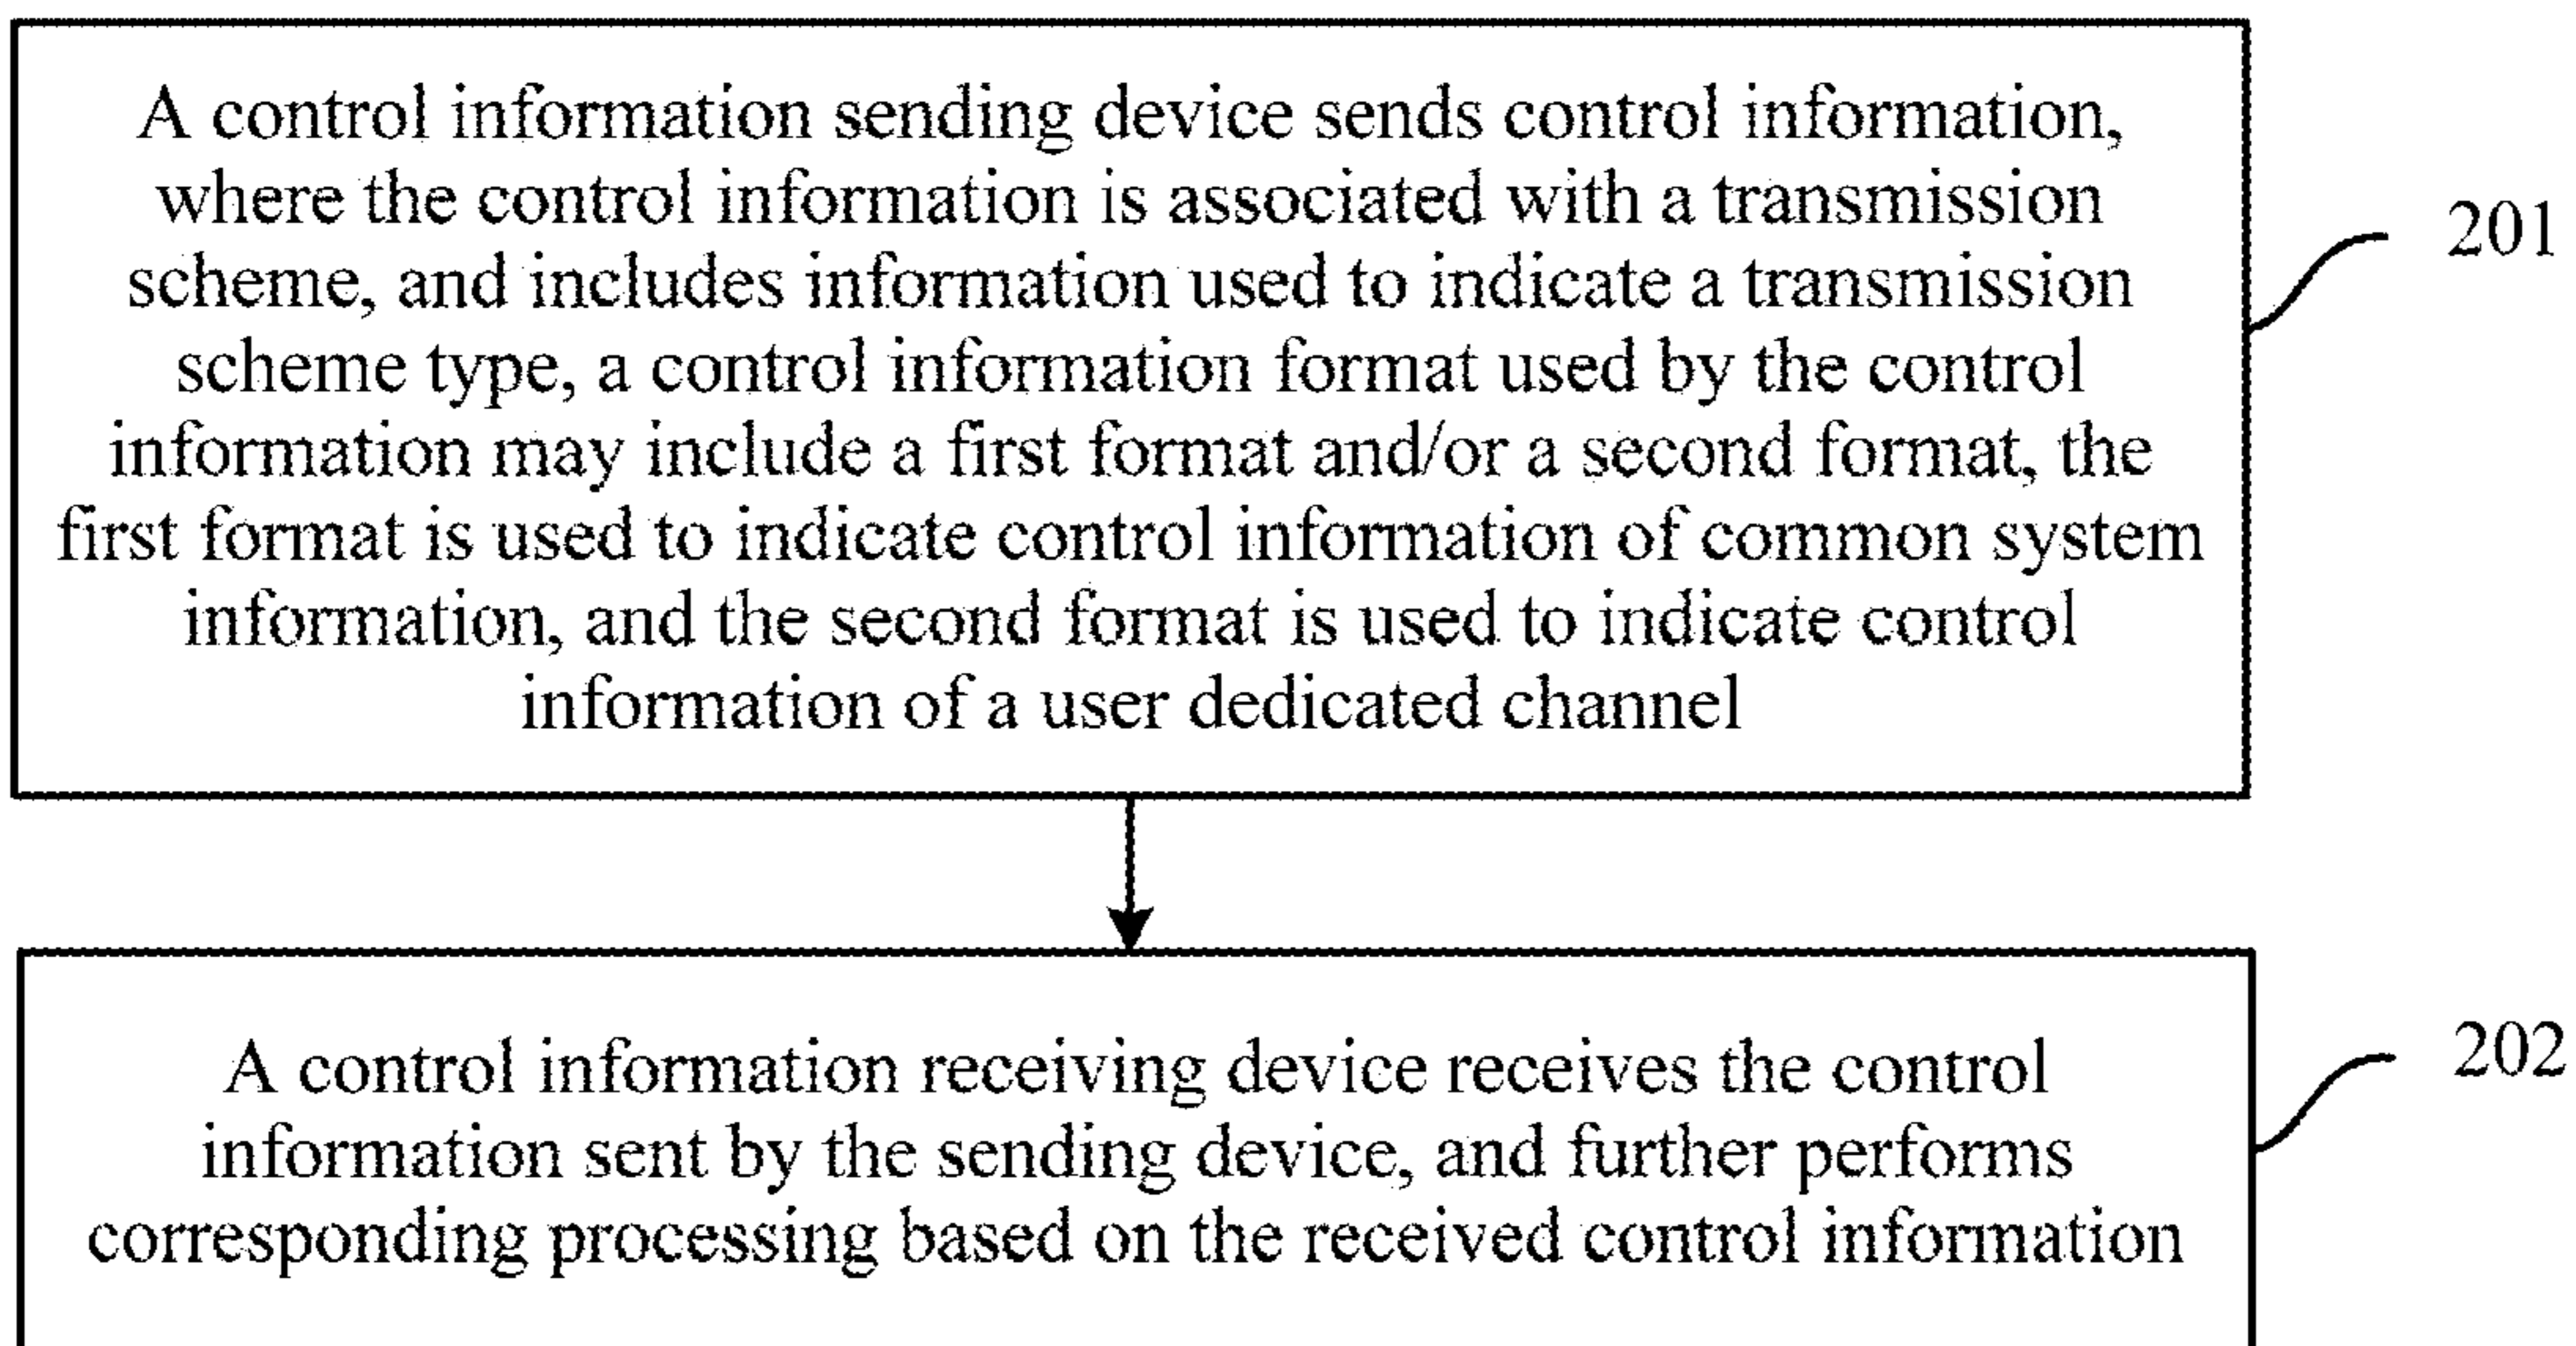 A control information sending device sends control information,
where the control information is associated with a transmission
scheme, and includes information used to indicate a transmission
scheme type, a control information format used by the control
information may include a first format and/or a second format, the
first format is used to indicate control information of common system
information, and the second format is used to indicate control
information of a user dedicated channel
201
A control information receiving device receives the control
information sent by the sending device, and further performs
corresponding processing based on the received control information
202